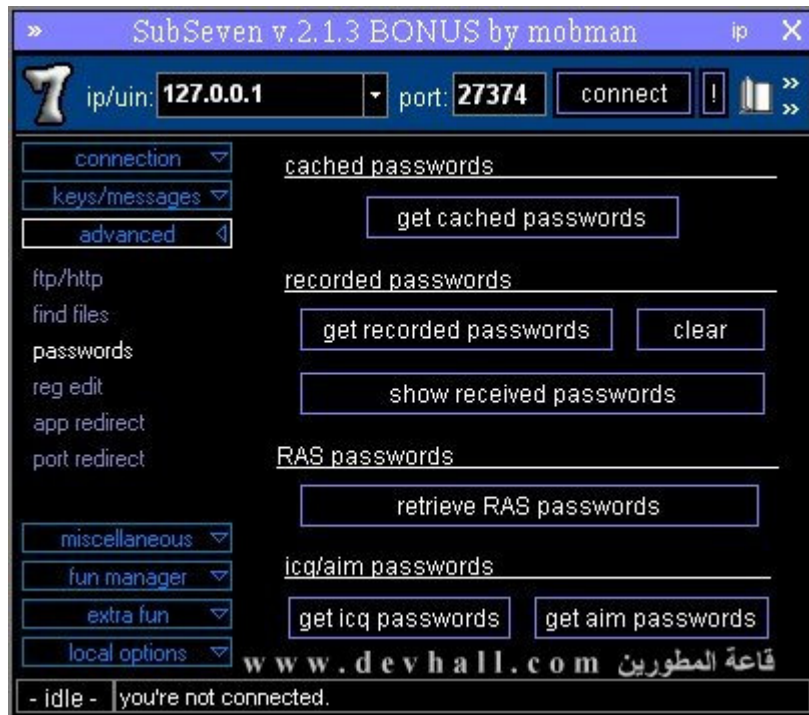 » SubSeven v.2.1.3 BONUS by mobman ip X
7 ip/uin: 127.0.0.1 port: 27374 connect ! »
»
connection
keys/messages
advanced
ftp/http
find files
passwords
reg edit
app redirect
port redirect
miscellaneous
fun manager
extra fun
local options
cached passwords
get cached passwords
recorded passwords
get recorded passwords clear
show received passwords
RAS passwords
retrieve RAS passwords
icq/aim passwords
get icq passwords get aim passwords
www.devhall.com قاعة المطورين
- idle - you're not connected.